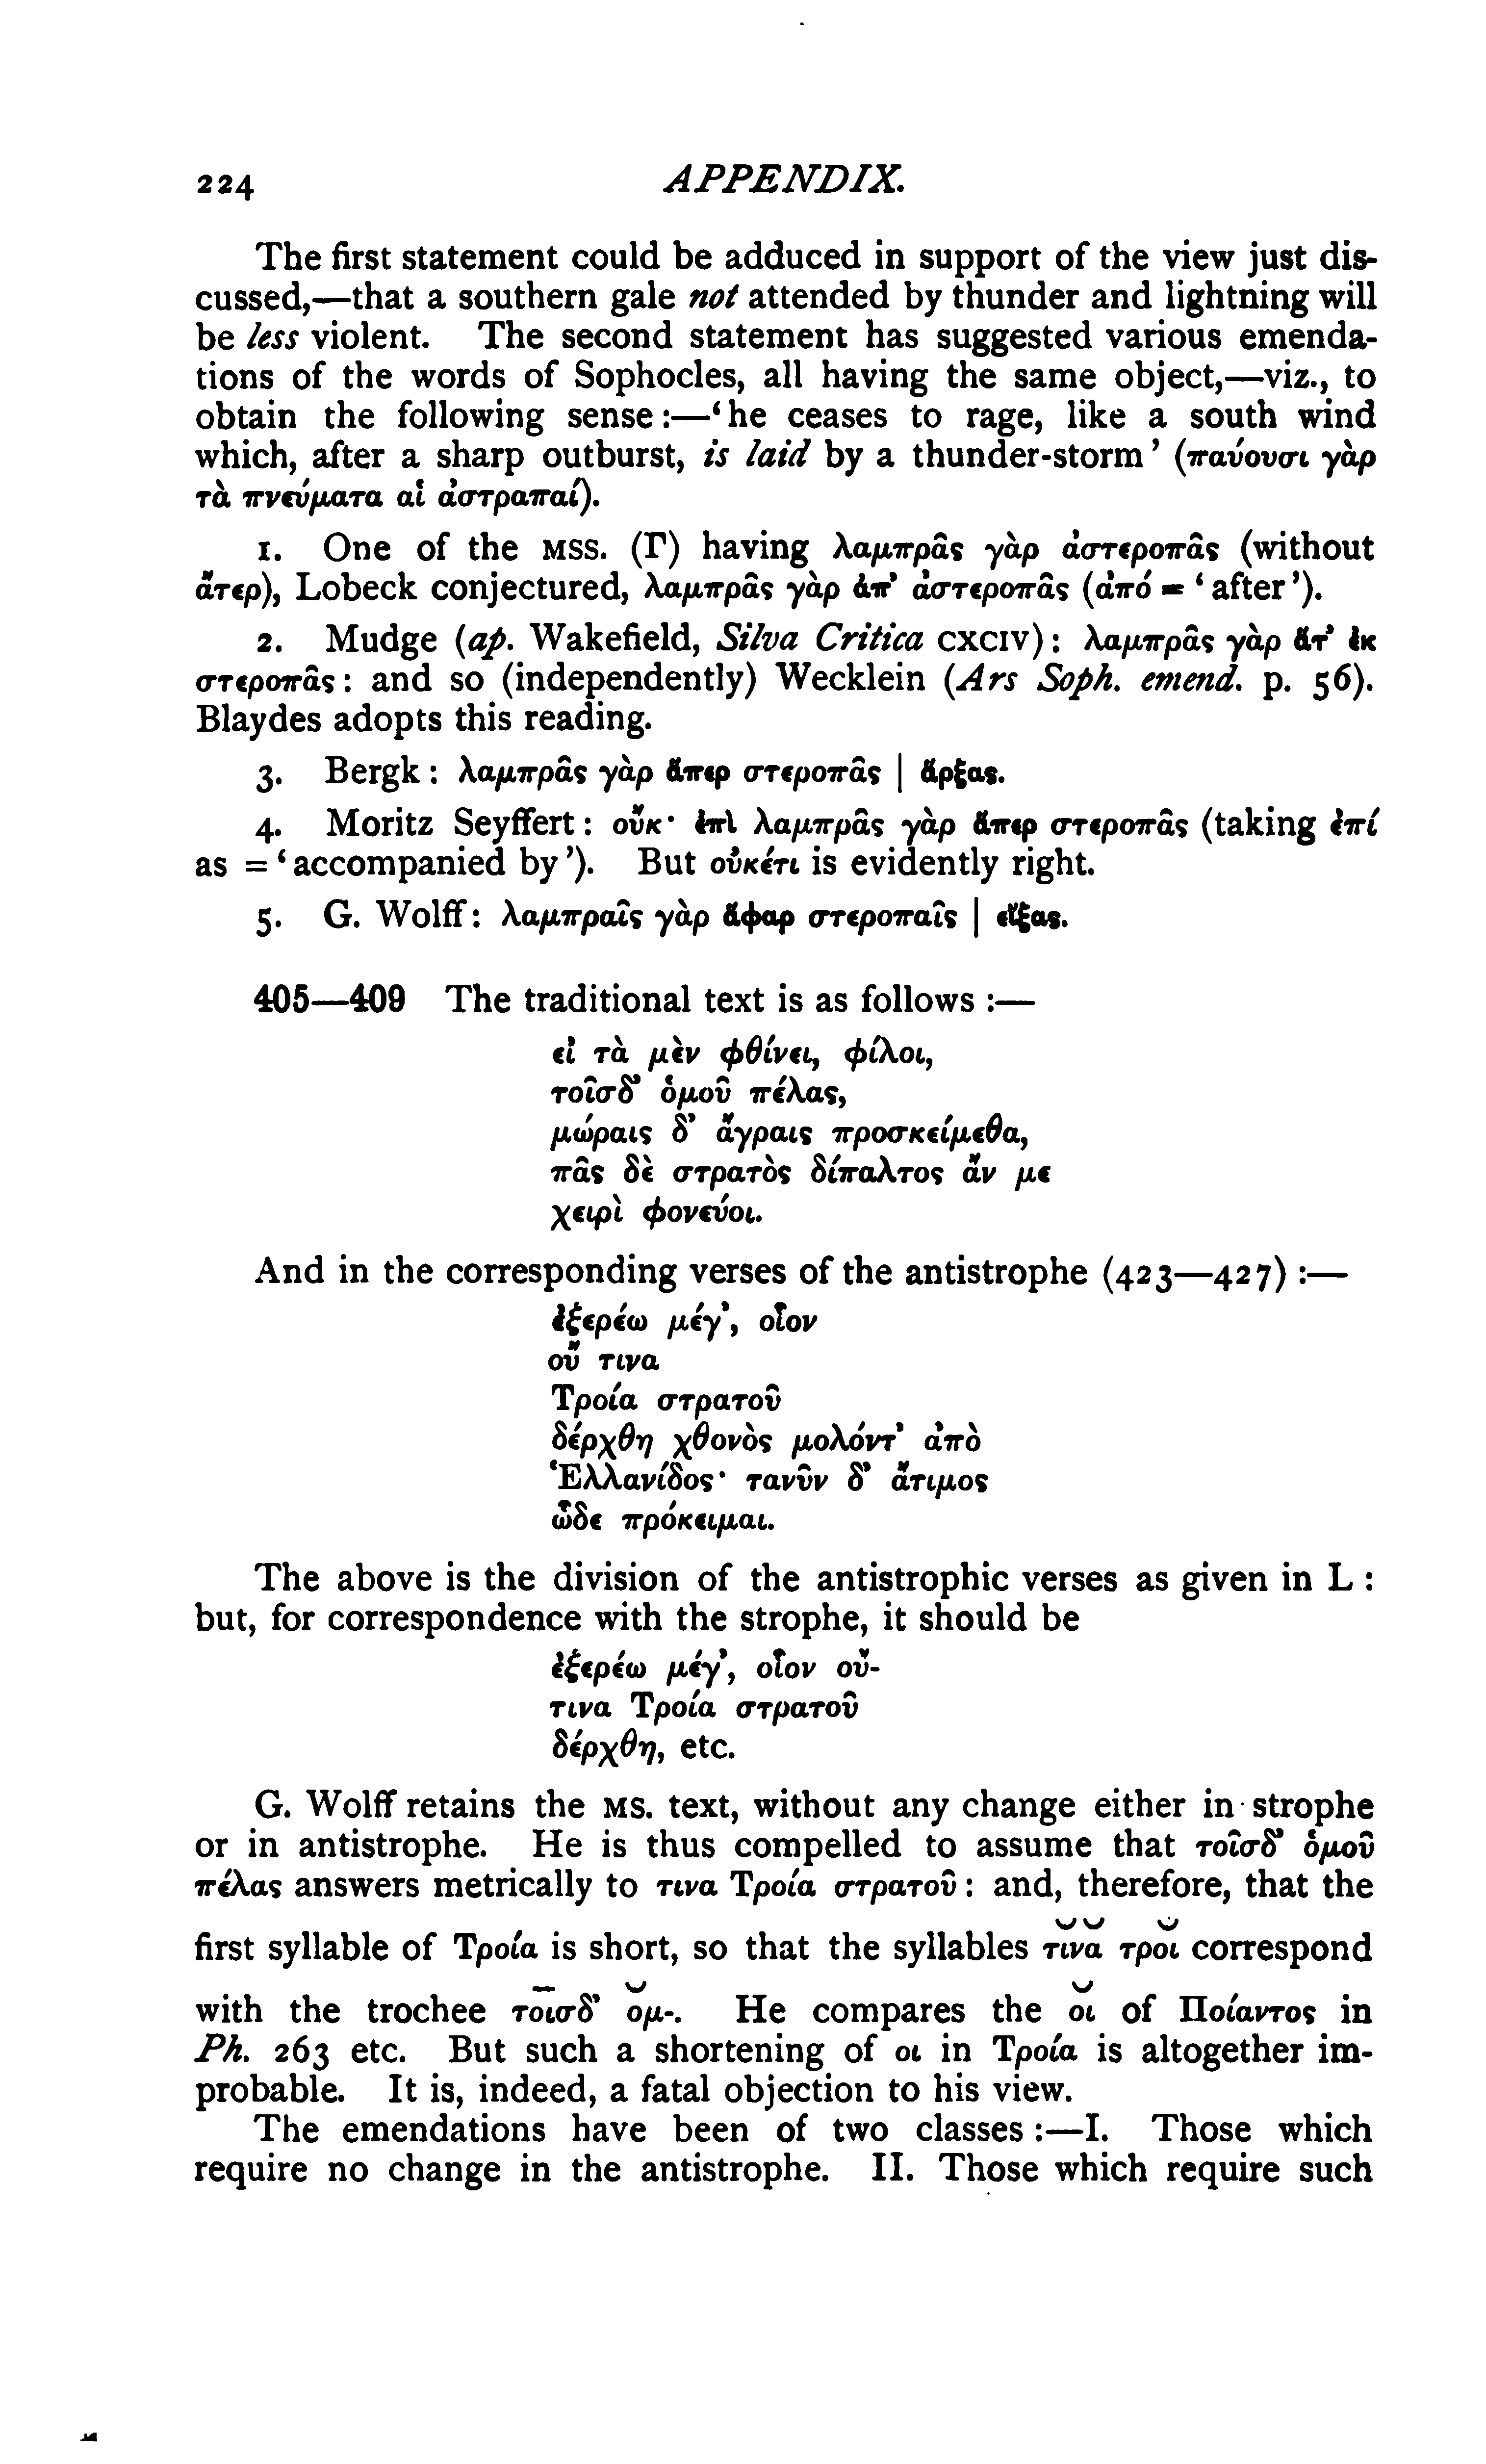 224 APPENDIX.
The first statement could be adduced in support of the view just dis-
cussed,—that a southern gale not attended by thunder and lightning will
be less violent. The second statement has suggested various emenda-
tions of the words of Sophocles, all having the same object,—viz., to
obtain the following sense:—‘he ceases to rage, like a south wind
which, after a sharp outburst, is laid by a thunder-storm’ (παύουσι γὰρ
τὰ πνεύματα αἱ ἀστραπαί).
1. One of the MSS. (Γ) having λαμπρᾶς γὰρ ἀστεροπᾶς (without
ἄτερ), Lobeck conjectured, λαμπρᾶς γὰρ ἀπ’ ἀστεροπᾶς (ἀπό = ‘after’).
2. Mudge (ap. Wakefield, Silva Critica CXCIV): λαμπρᾶς γὰρ ἅτ’ ἐκ
στεροπᾶς: and so (independently) Wecklein (Ars Soph. emend. p. 56).
Blaydes adopts this reading.
3. Bergk: λαμπρᾶς γὰρ ἅπερ στεροπᾶς | ἄρξας.
4. Moritz Seyffert: οὔκ· ἐπὶ λαμπρᾶς γὰρ ἅπερ στεροπᾶς (taking ἐπί
as = ‘accompanied by’). But οὐκέτι is evidently right.
5. G. Wolff: λαμπραῖς γὰρ ἄφαρ στεροπαῖς | εἴξας.
405—409 The traditional text is as follows :—
εἰ τὰ μὲν φθίνει, φίλοι,
τοῖσδ’ ὁμοῦ πέλας,
μώραις δ’ ἄγραις προσκείμεθα,
πᾶς δὲ στρατὸς δίπαλτος ἄν με
χειρὶ φονεύοι.
And in the corresponding verses of the antistrophe (423—427) :—
ἐξερέω μέγ’, οἷον
οὔ τινα
Τροία στρατοῦ
δέρχθη χθονὸς μολόντ’ ἀπὸ
Ἑλλανίδος· τανῦν δ’ ἄτιμος
ὧδε πρόκειμαι.
The above is the division of the antistrophic verses as given in L :
but, for correspondence with the strophe, it should be
ἐξερέω μέγ’, οἷον οὔ-
τινα Τροία στρατοῦ
δέρχθη, etc.
G. Wolff retains the MS. text, without any change either in strophe
or in antistrophe. He is thus compelled to assume that τοῖσδ’ ὁμοῦ
πέλας answers metrically to τινα Τροία στρατοῦ: and, therefore, that the
first syllable of Τροία is short, so that the syllables τῐνᾰ τροῐ correspond
with the trochee τοῑσδ’ ὀ̆μ-. He compares the οῐ of Ποίαντος in
Ph. 263 etc. But such a shortening of οι in Τροία is altogether im-
probable. It is, indeed, a fatal objection to his view.
The emendations have been of two classes :—I. Those which
require no change in the antistrophe. II. Those which require such